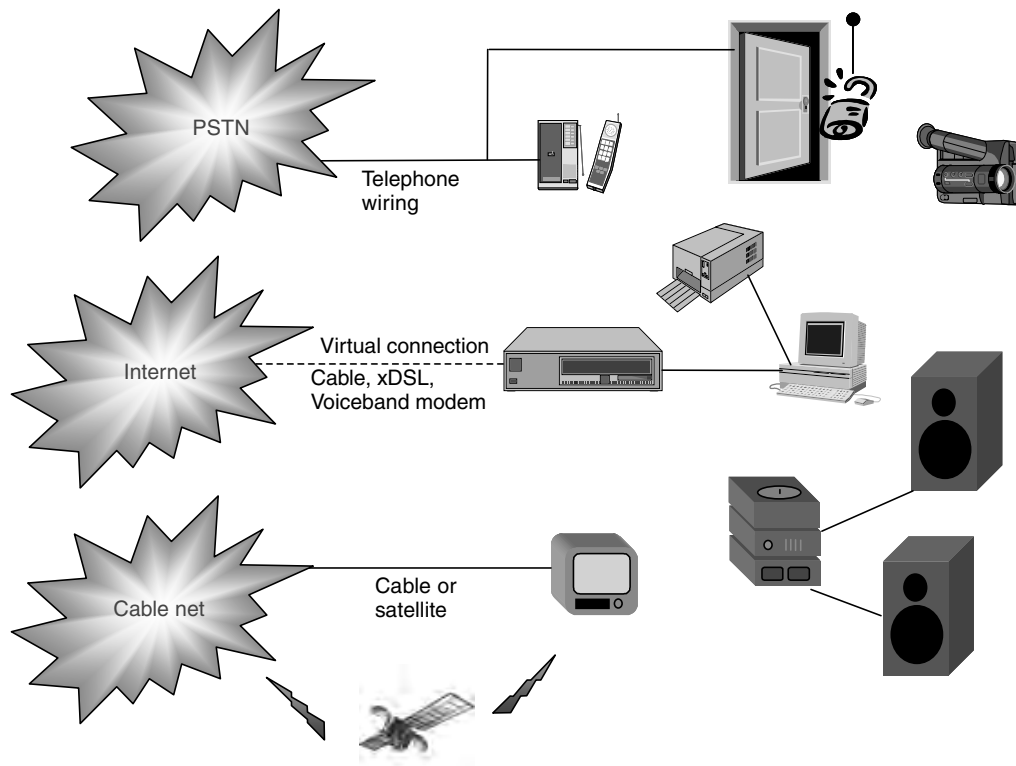 PSTN
Telephone
wiring
Internet
Virtual connection
Cable, xDSL,
Voiceband modem
Cable net
Cable or
satellite